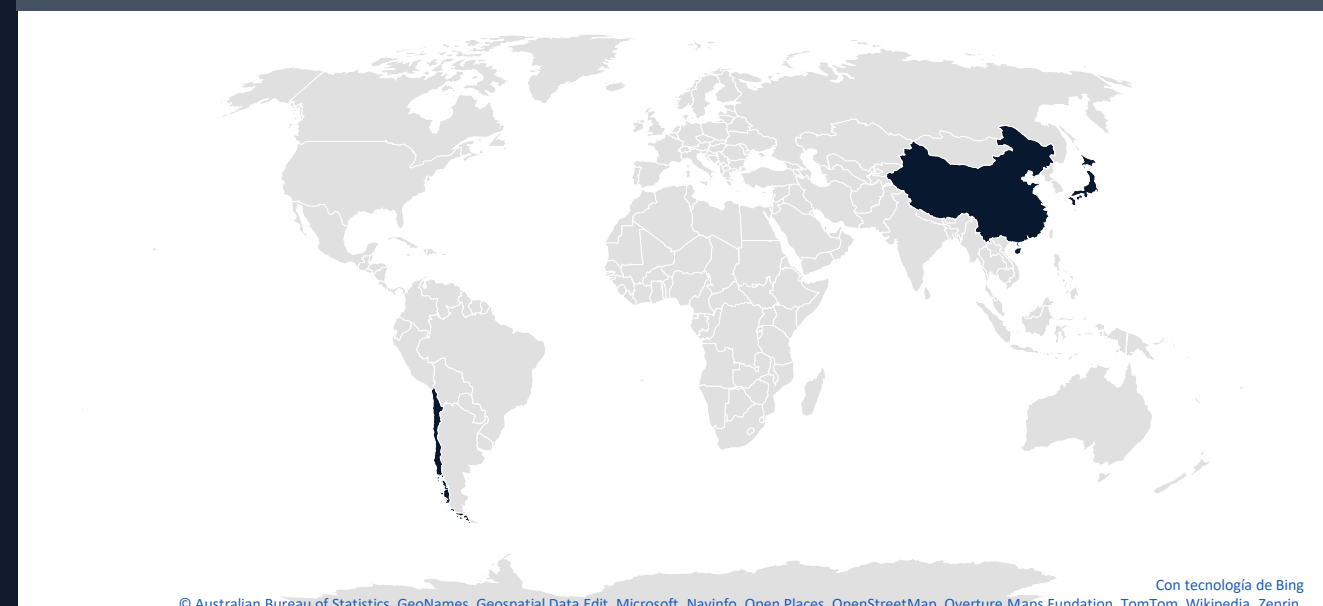 Con tecnología de Bing
© Australian Bureau of Statistics, GeoNames, Geospatial Data Edit, Microsoft, Navinfo, Open Places, OpenStreetMap, Overture Maps Fundation, TomTom, Wikipedia, Zenrin